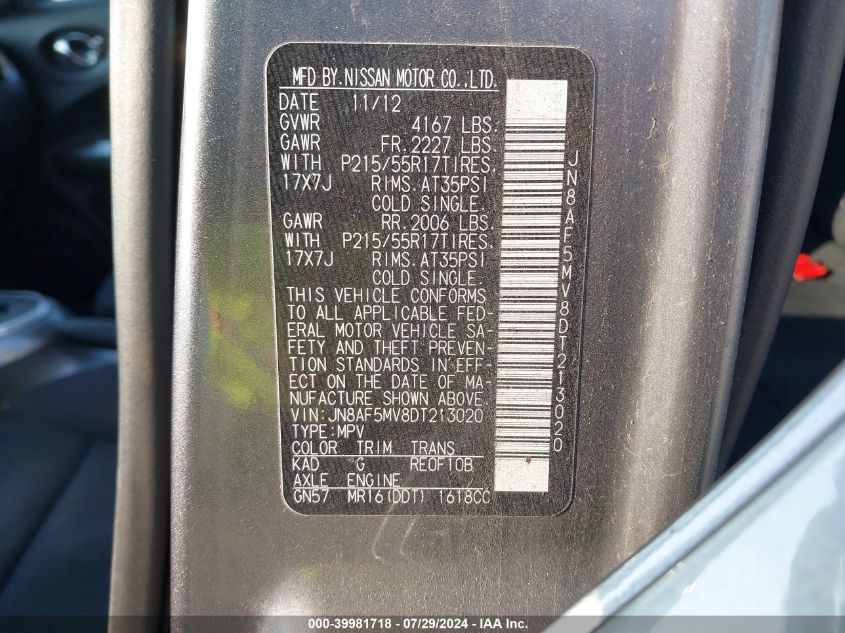 MFD BY.NISSAN MOTOR CO.,LTD.
DATE 11/12
GVWR 4167 LBS.
GAWR FR.2227 LBS.
WITH P215/55R17TIRES,
17X7J RIMS.AT35PSI
COLD SINGLE.
GAWR RR.2006 LBS.
WITH P215/55R17TIRES,
17X7J RIMS.AT35PSI
COLD SINGLE.
THIS VEHICLE CONFORMS
TO ALL APPLICABLE FED-
ERAL MOTOR VEHICLE SA-
FETY AND THEFT PREVEN-
TION STANDARDS IN EFF-
ECT ON THE DATE OF MA-
NUFACTURE SHOWN ABOVE.
VIN:JN8AF5MV8DT213020
TYPE:MPV
COLOR TRIM TRANS
KAD G RE0F10B
AXLE ENGINE
GN57 MR16(DDT) 1618CC
JN8AF5MV8DT213020
000-39981718 - 07/29/2024 - IAA Inc.